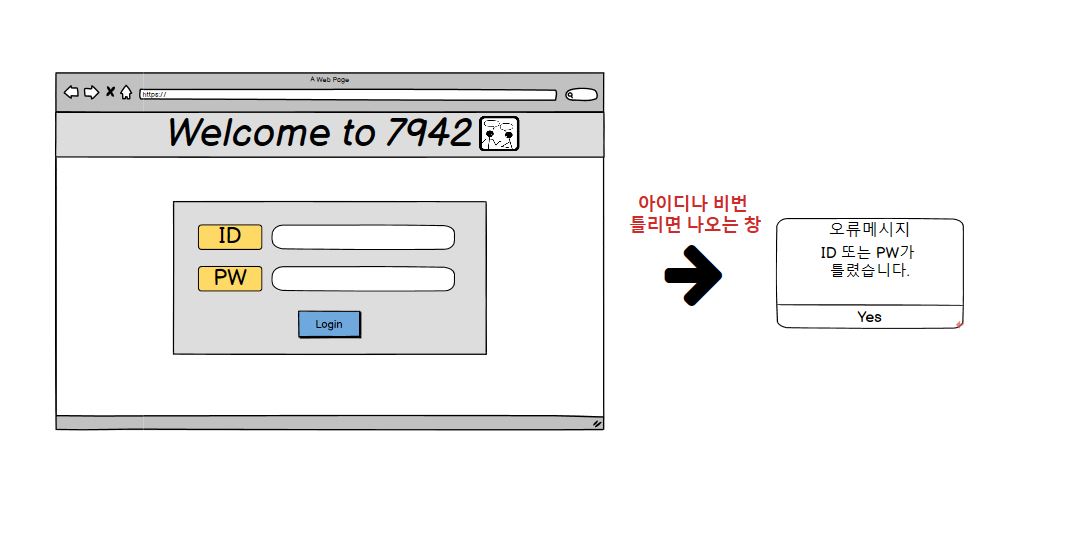 A Web Page
https://
Welcome to 7942
ID
PW
Login
아이디나 비번
틀리면 나오는 창
오류메시지
ID 또는 PW가
틀렸습니다.
Yes